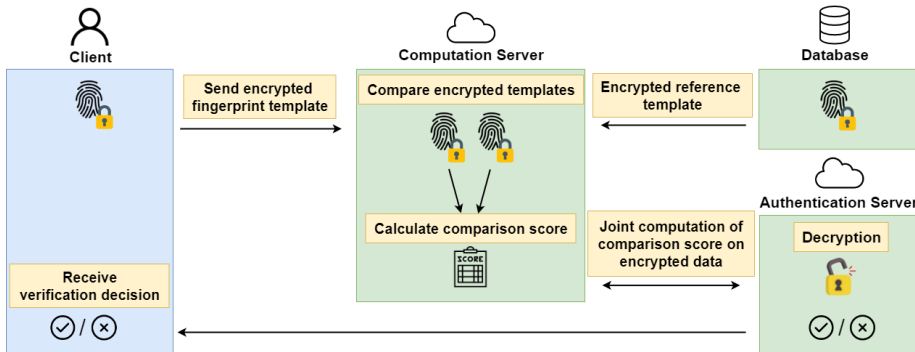 Client
Computation Server
Database
Send encrypted
fingerprint template
Compare encrypted templates
Encrypted reference
template
Authentication Server
Calculate comparison score
SCORE
Joint computation of
comparison score on
encrypted data
Decryption
Receive
verification decision
/
/